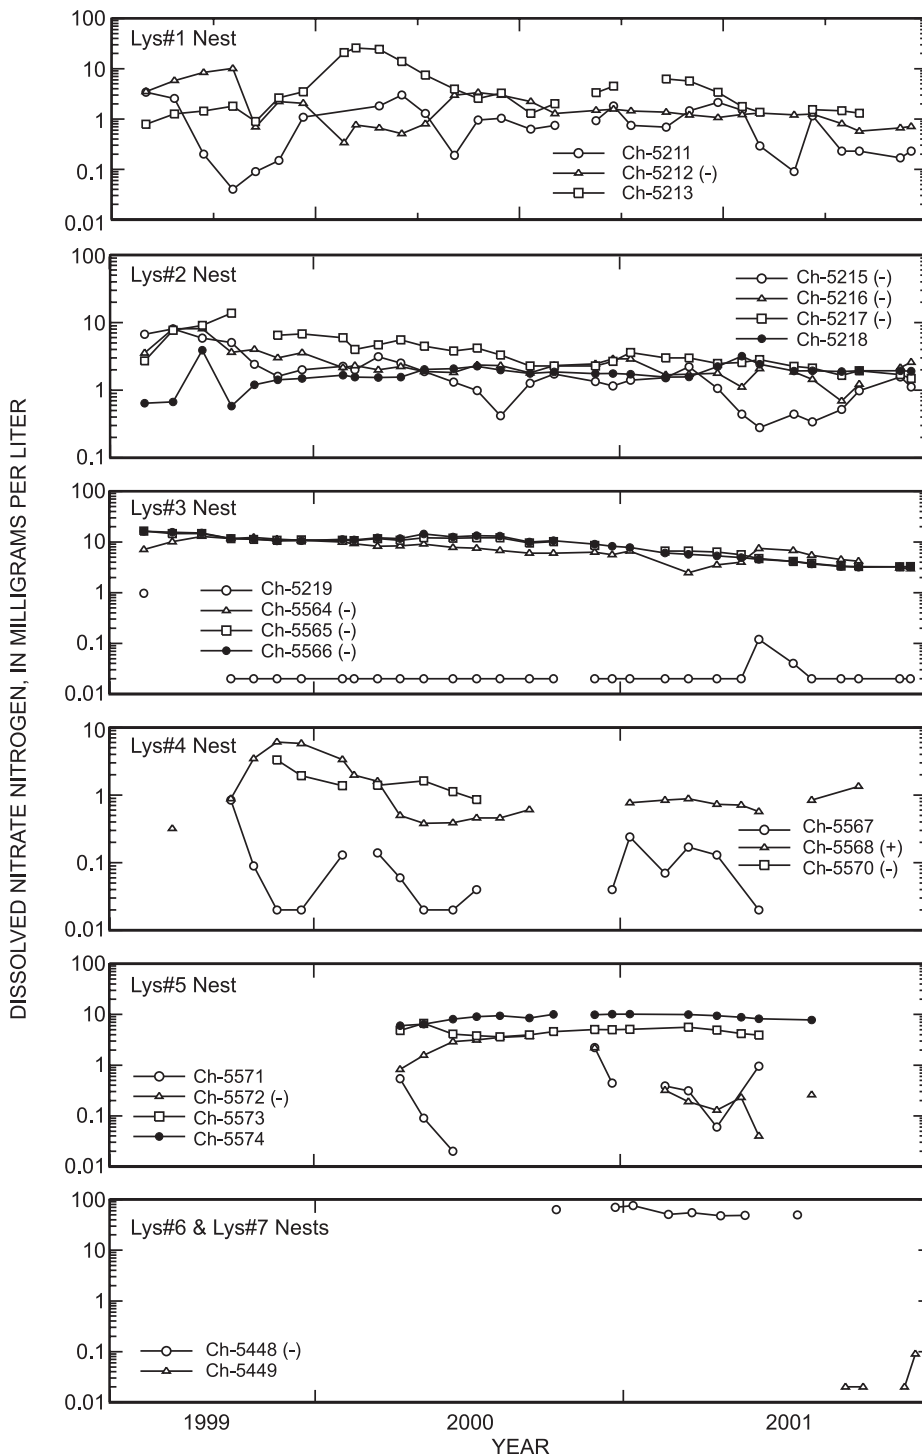 DISSOLVED NITRATE NITROGEN, IN MILLIGRAMS PER LITER
Lys#1 Nest
100
10
1
0.1
0.01
Ch-5211
Ch-5212 (-)
Ch-5213
Lys#2 Nest
100
10
1
0.1
Ch-5215 (-)
Ch-5216 (-)
Ch-5217 (-)
Ch-5218
Lys#3 Nest
100
10
1
0.1
0.01
Ch-5219
Ch-5564 (-)
Ch-5565 (-)
Ch-5566 (-)
Lys#4 Nest
10
1
0.1
0.01
Ch-5567
Ch-5568 (+)
Ch-5570 (-)
Lys#5 Nest
100
10
1
0.1
0.01
Ch-5571
Ch-5572 (-)
Ch-5573
Ch-5574
Lys#6 & Lys#7 Nests
100
10
1
0.1
0.01
Ch-5448 (-)
Ch-5449
1999 2000 2001
YEAR